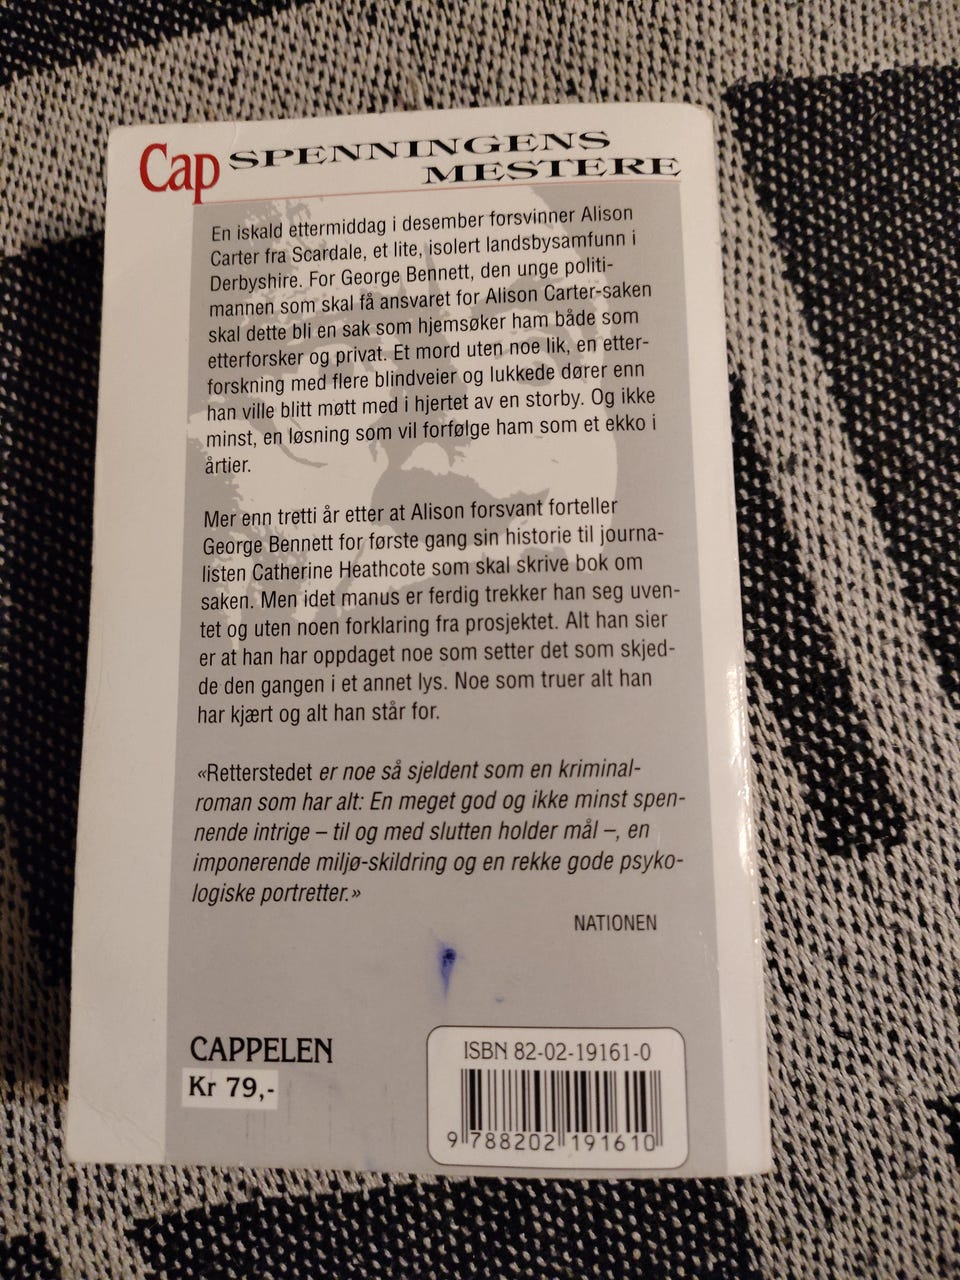 Cap SPENNINGENS
MESTERE
En iskald ettermiddag i desember forsvinner Alison
Carter fra Scardale, et lite, isolert landsbysamfunn i
Derbyshire. For George Bennett, den unge politi-
mannen som skal få ansvaret for Alison Carter-saken
skal dette bli en sak som hjemsøker ham både som
etterforsker og privat. Et mord uten noe lik, en etter-
forskning med flere blindveier og lukkede dører enn
han ville blitt møtt med i hjertet av en storby. Og ikke
minst, en løsning som vil forfølge ham som et ekko i
årtier.
Mer enn tretti år etter at Alison forsvant forteller
George Bennett for første gang sin historie til journa-
listen Catherine Heathcote som skal skrive bok om
saken. Men idet manus er ferdig trekker han seg uven-
tet og uten noen forklaring fra prosjektet. Alt han sier
er at han har oppdaget noe som setter det som skjed-
de den gangen i et annet lys. Noe som truer alt han
har kjært og alt han står for.
«Retterstedet er noe så sjeldent som en kriminal-
roman som har alt: En meget god og ikke minst spen-
nende intrige – til og med slutten holder mål –, en
imponerende miljø-skildring og en rekke gode psyko-
logiske portretter.»
NATIONEN
CAPPELEN
Kr 79,-
ISBN 82-02-19161-0
9 788202 191610